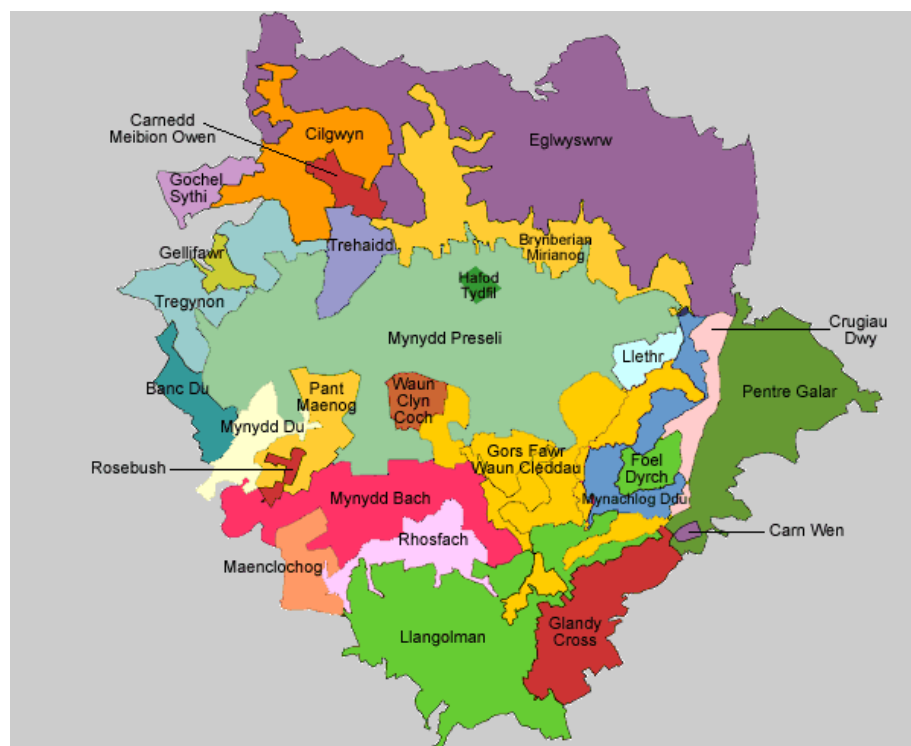 Carnedd
Meibion Owen
Cilgwyn
Eglwyswrw
Gochel
Sythi
Gellifawr
Trehaidd
Brynberian
Mirianog
Hafod
Tydfil
Tregynon
Mynydd Preseli
Crugiau
Dwy
Llethr
Banc Du
Pant
Maenog
Waun
Clyn
Coch
Pentre Galar
Mynydd Du
Gors Fawr
Waun Cleddau
Foel
Dyrch
Rosebush
Mynydd Bach
Mynachlog Ddu
Rhosfach
Carn Wen
Maenclochog
Llangolman
Glandy
Cross